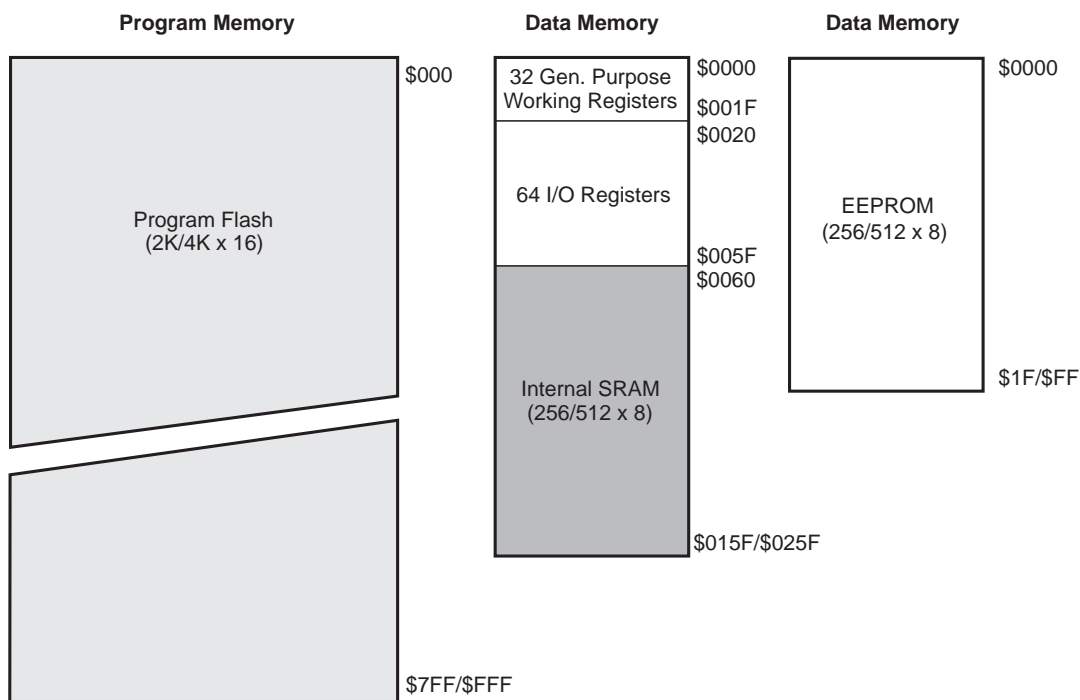 Program Memory
$000
Program Flash
(2K/4K x 16)
$7FF/$FFF
Data Memory
32 Gen. Purpose
Working Registers
$0000
$001F
$0020
64 I/O Registers
$005F
$0060
Internal SRAM
(256/512 x 8)
$015F/$025F
Data Memory
$0000
EEPROM
(256/512 x 8)
$1F/$FF